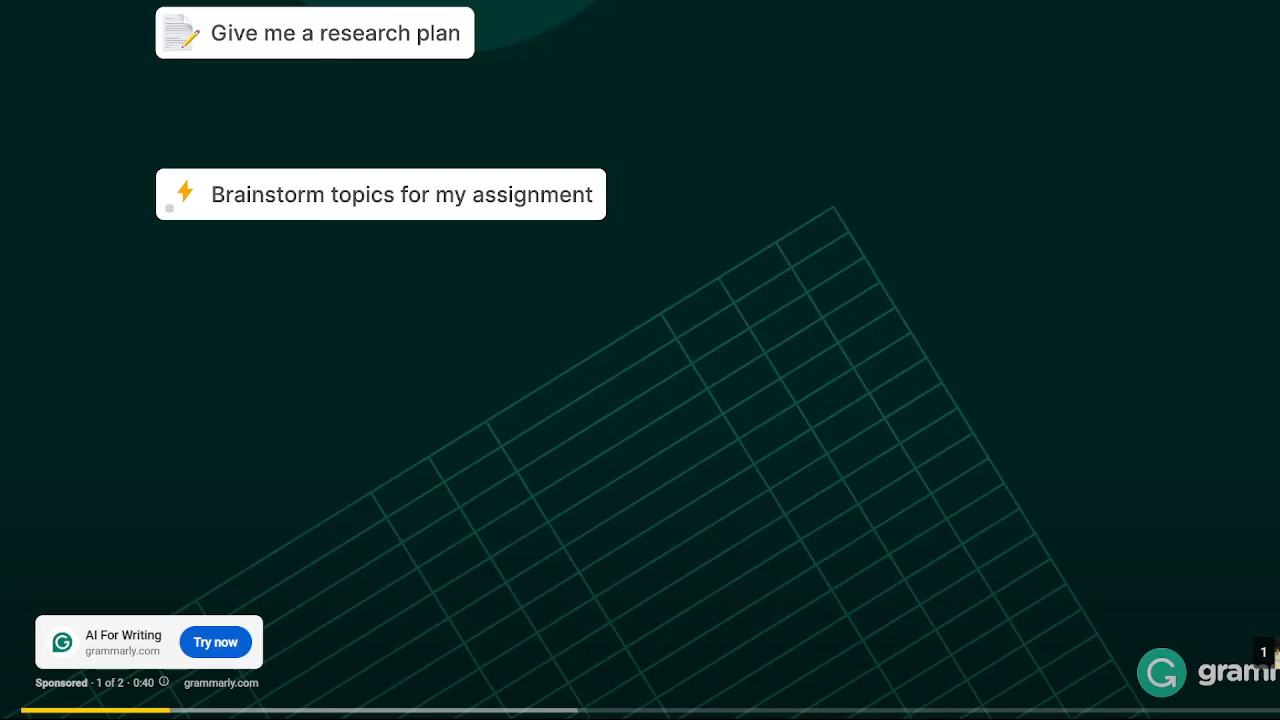 Give me a research plan
Brainstorm topics for my assignment
AI For Writing
grammarly.com
Try now
Sponsored · 1 of 2 · 0:40
grammarly.com
1
gramm